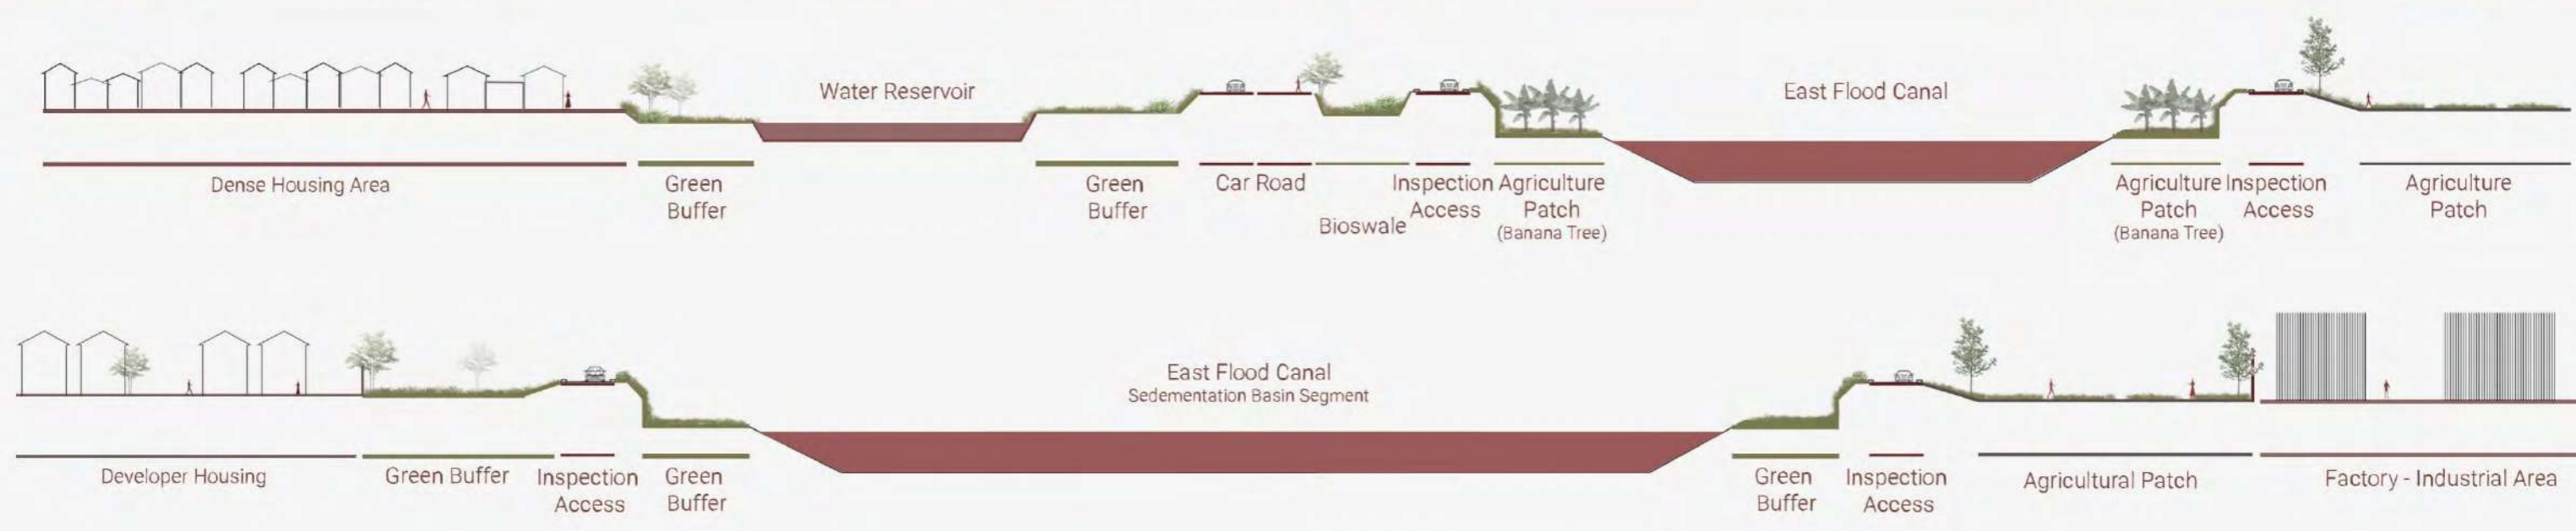 Water Reservoir
East Flood Canal
Dense Housing Area
Green
Buffer
Green
Buffer
Car Road
Bioswale
Inspection
Access
Agriculture
Patch
(Banana Tree)
Agriculture
Patch
(Banana Tree)
Inspection
Access
Agriculture
Patch
East Flood Canal
Sedementation Basin Segment
Developer Housing
Green Buffer
Inspection
Access
Green
Buffer
Green
Buffer
Inspection
Access
Agricultural Patch
Factory - Industrial Area